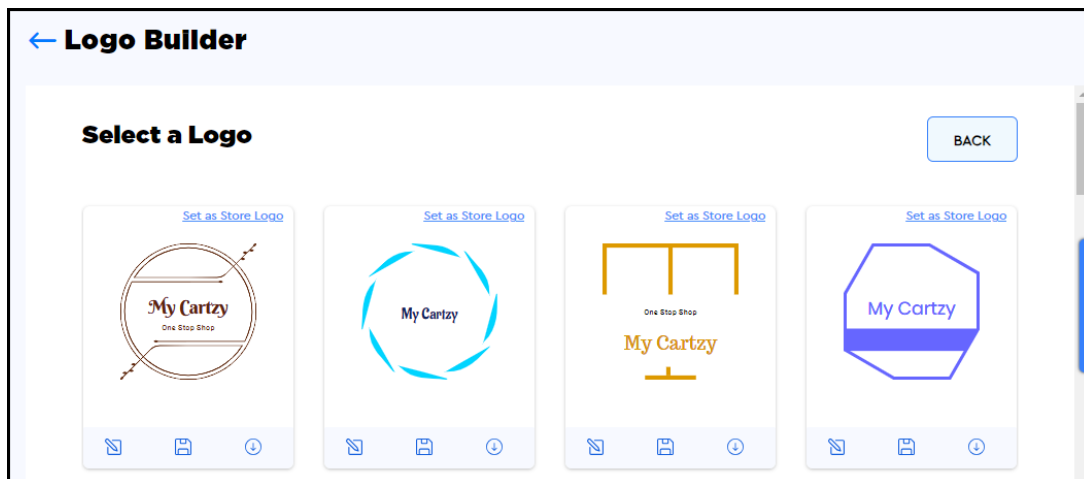 Logo Builder
Select a Logo
BACK
Set as Store Logo
My Cartzy
One Stop Shop
Set as Store Logo
My Cartzy
Set as Store Logo
One Stop Shop
My Cartzy
Set as Store Logo
My Cartzy